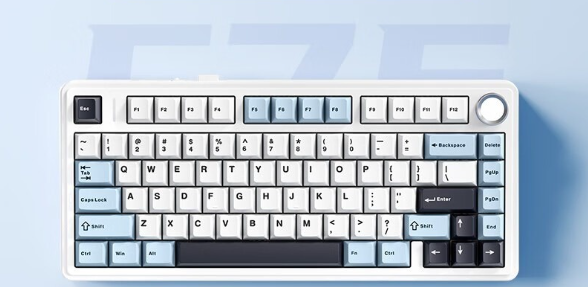 EZE
Esc F1 F2 F3 F4 F5 F6 F7 F8 F9 F10 F11 F12
~ ! @ # $ % ^ & * ( ) — + Backspace Delete
` 1 2 3 4 5 6 7 8 9 0 - =
Tab Q W E R T Y U I O P { [ } ] \ PgUp
Caps Lock A S D F G H J K L : ; " ' Enter PgDn
Shift Z X C V B N M < , > . ? / Shift ↑ End
Ctrl Win Alt Fn Ctrl ← ↓ →